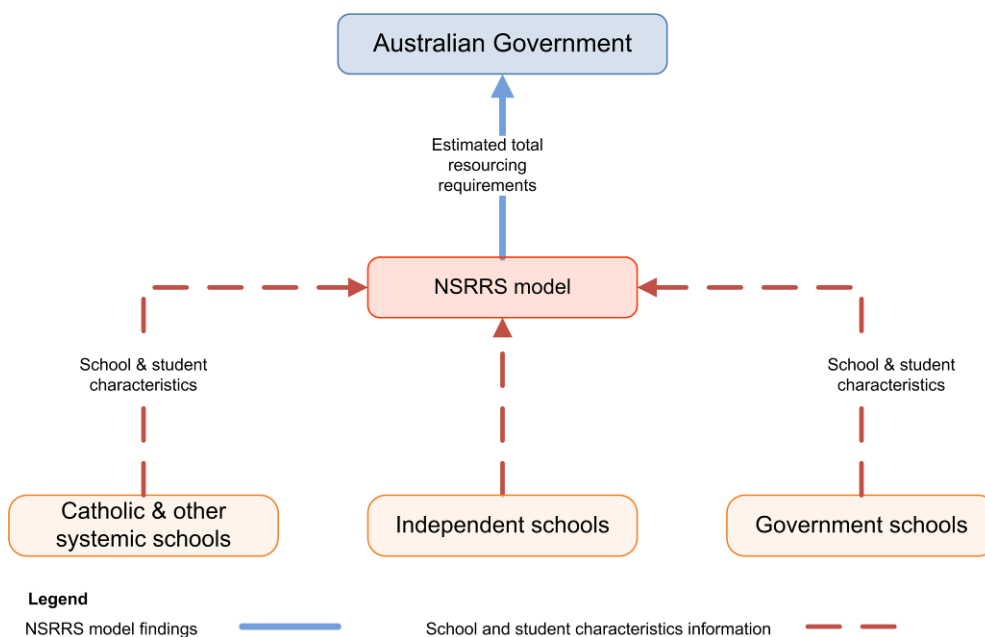 Australian Government
Estimated total
resourcing
requirements
NSRRS model
School & student
characteristics
School & student
characteristics
Catholic & other
systemic schools
Independent schools
Government schools
Legend
NSRRS model findings
School and student characteristics information